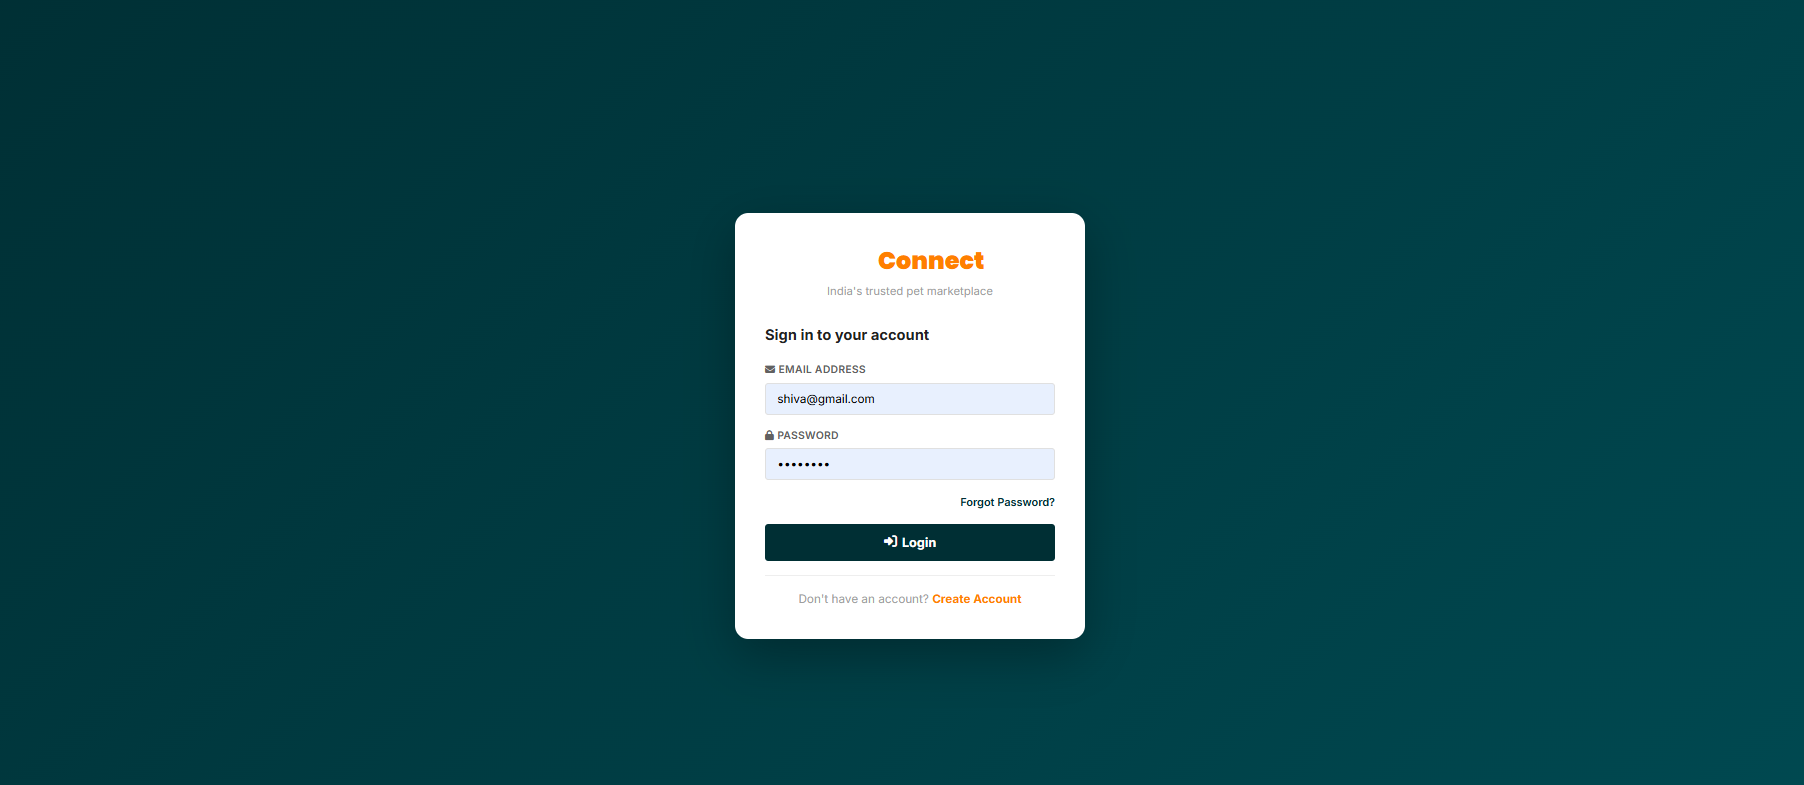 Connect
India's trusted pet marketplace
Sign in to your account
EMAIL ADDRESS
shiva@gmail.com
PASSWORD
••••••••
Forgot Password?
Login
Don't have an account? Create Account